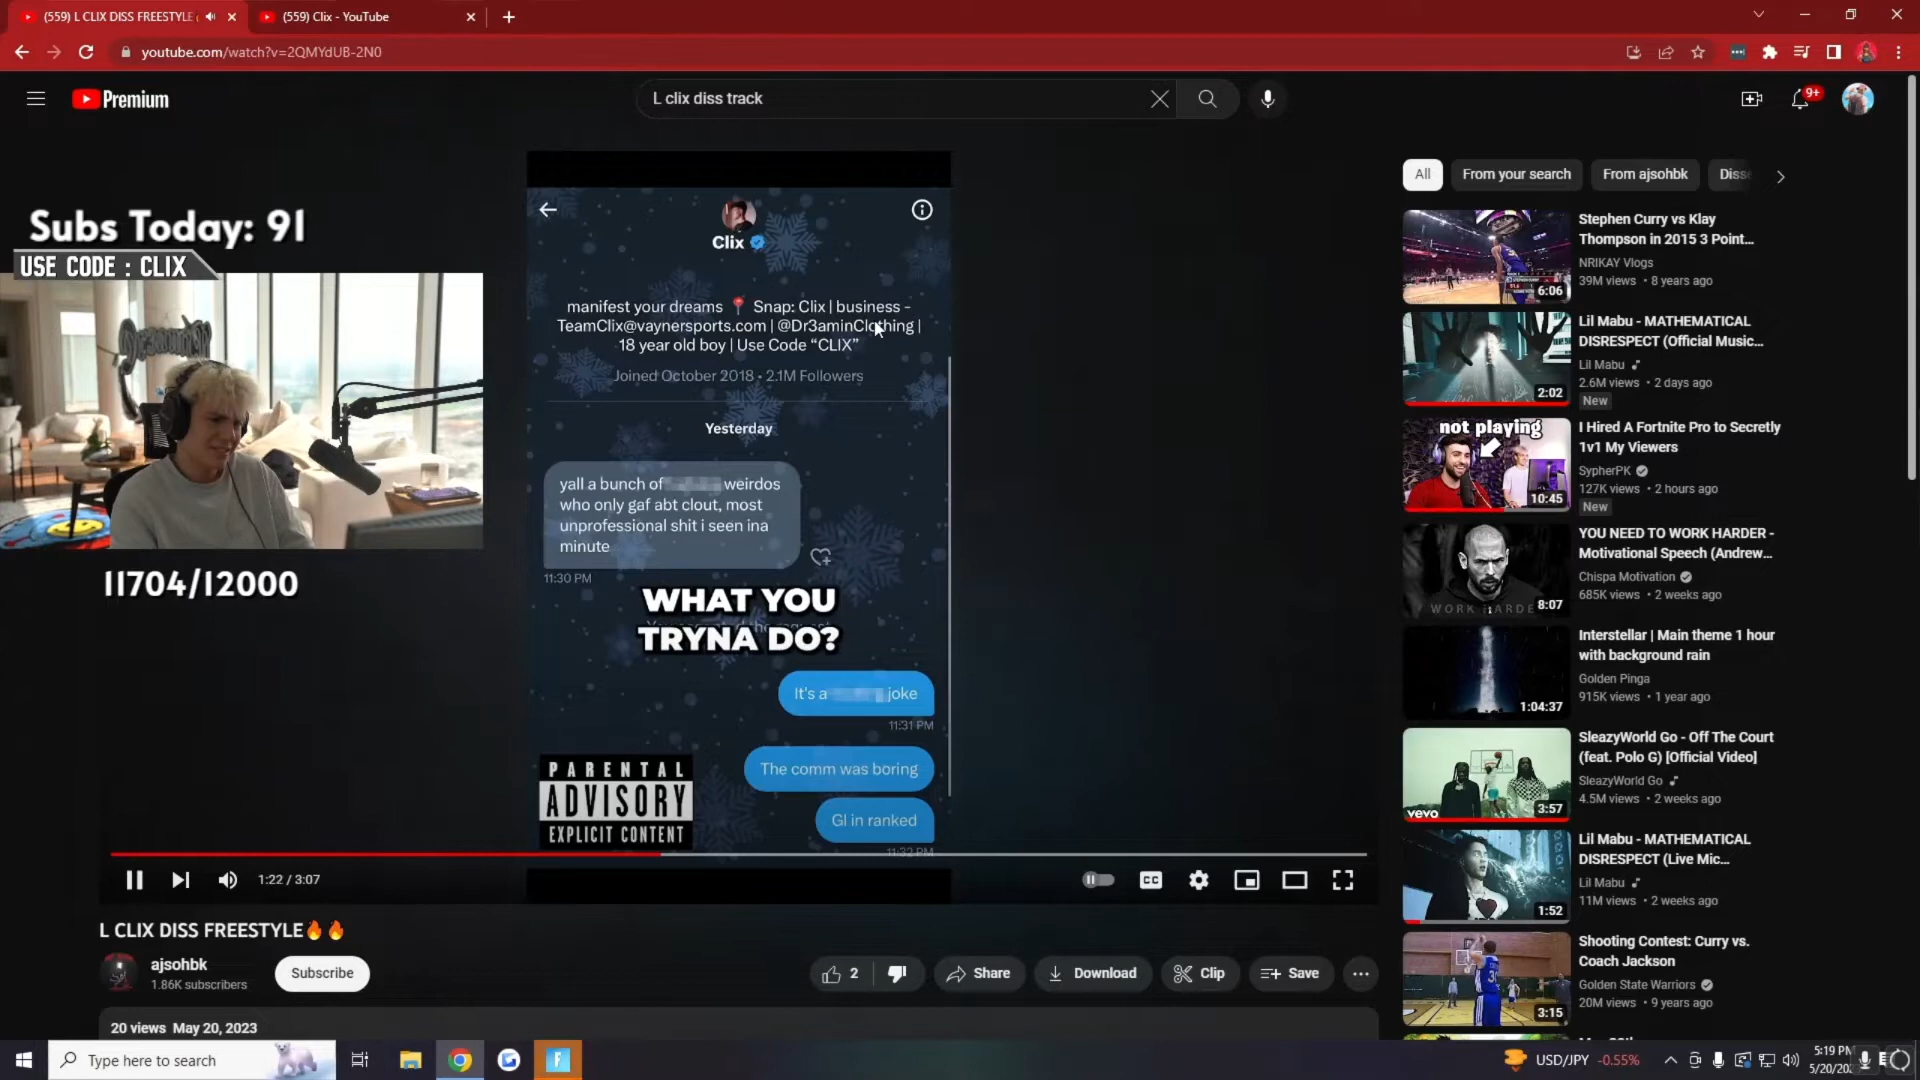 (559) L CLIX DISS FREESTYLE
(559) Clix - YouTube
youtube.com/watch?v=2QMYdUB-2N0
Premium
L clix diss track
9+
Subs Today: 91
USE CODE : CLIX
11704/12000
Clix
manifest your dreams 📍 Snap: Clix | business -
TeamClix@vaynersports.com | @Dr3aminClothing |
18 year old boy | Use Code “CLIX”
Joined October 2018 • 2.1M Followers
Yesterday
yall a bunch of weirdos
who only gaf abt clout, most
unprofessional shit i seen ina
minute
11:30 PM
WHAT YOU
TRYNA DO?
It's a joke
11:31 PM
The comm was boring
Gl in ranked
11:32 PM
PARENTAL
ADVISORY
EXPLICIT CONTENT
1:22 / 3:07
CC
L CLIX DISS FREESTYLE🔥🔥
ajsohbk
1.86K subscribers
Subscribe
2
Share
Download
Clip
Save
20 views May 20, 2023
All
From your search
From ajsohbk
Disse
Stephen Curry vs Klay
Thompson in 2015 3 Point...
NRIKAY Vlogs
39M views • 8 years ago
6:06
Lil Mabu - MATHEMATICAL
DISRESPECT (Official Music...
Lil Mabu
2.6M views • 2 days ago
New
2:02
not playing
I Hired A Fortnite Pro to Secretly
1v1 My Viewers
SypherPK
127K views • 2 hours ago
New
10:45
YOU NEED TO WORK HARDER -
Motivational Speech (Andrew...
Chispa Motivation
685K views • 2 weeks ago
WORK HARDE
8:07
Interstellar | Main theme 1 hour
with background rain
Golden Pinga
915K views • 1 year ago
1:04:37
SleazyWorld Go - Off The Court
(feat. Polo G) [Official Video]
SleazyWorld Go
4.5M views • 2 weeks ago
vevo
3:57
Lil Mabu - MATHEMATICAL
DISRESPECT (Live Mic...
Lil Mabu
11M views • 2 weeks ago
1:52
Shooting Contest: Curry vs.
Coach Jackson
Golden State Warriors
20M views • 9 years ago
3:15
Type here to search
USD/JPY -0.55%
5:19 PM
5/20/20